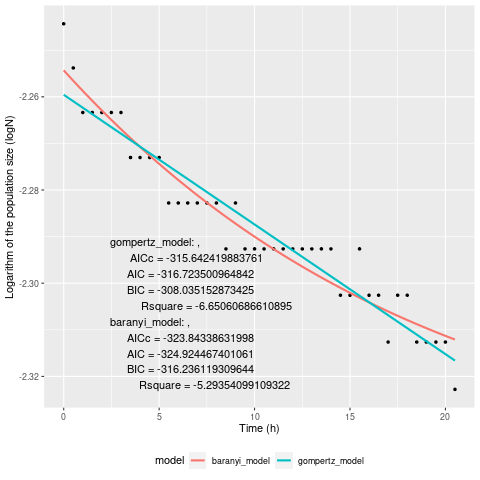 -2.26
-2.28
-2.30
-2.32
Logarithm of the population size (logN)
gompertz_model: ,
AICc = -315.642419883761
AIC = -316.723500964842
BIC = -308.035152873425
Rsquare = -6.65060686610895
baranyi_model: ,
AICc = -323.84338631998
AIC = -324.924467401061
BIC = -316.236119309644
Rsquare = -5.29354099109322
0 5 10 15 20
Time (h)
model baranyi_model gompertz_model